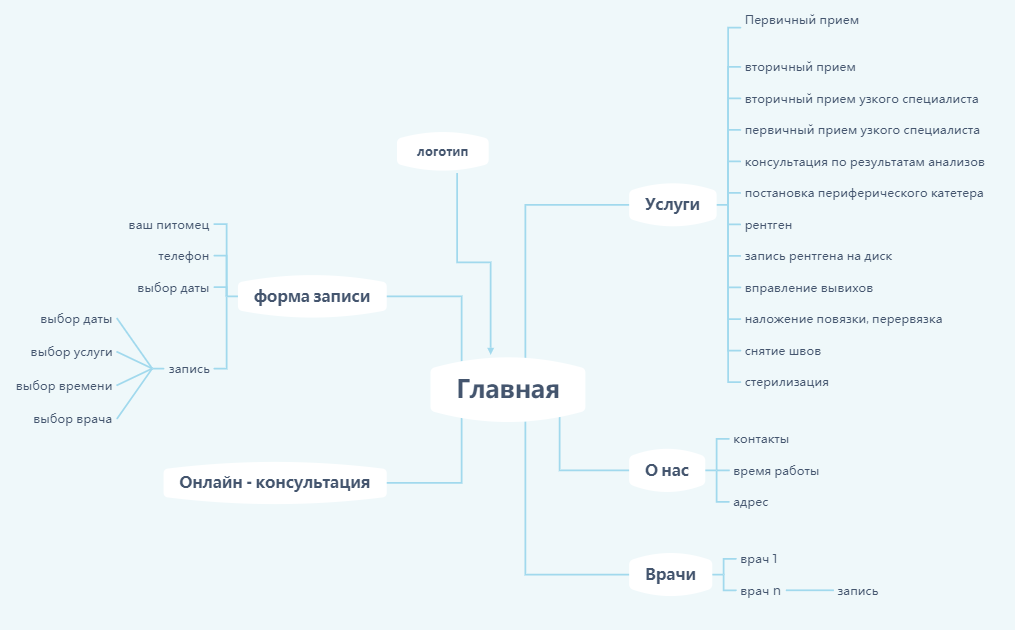 логотип
Главная
форма записи
ваш питомец
телефон
выбор даты
запись
выбор даты
выбор услуги
выбор времени
выбор врача
Онлайн - консультация
Услуги
Первичный прием
вторичный прием
вторичный прием узкого специалиста
первичный прием узкого специалиста
консультация по результатам анализов
постановка периферического катетера
рентген
запись рентгена на диск
вправление вывихов
наложение повязки, перервязка
снятие швов
стерилизация
О нас
контакты
время работы
адрес
Врачи
врач 1
врач n
запись